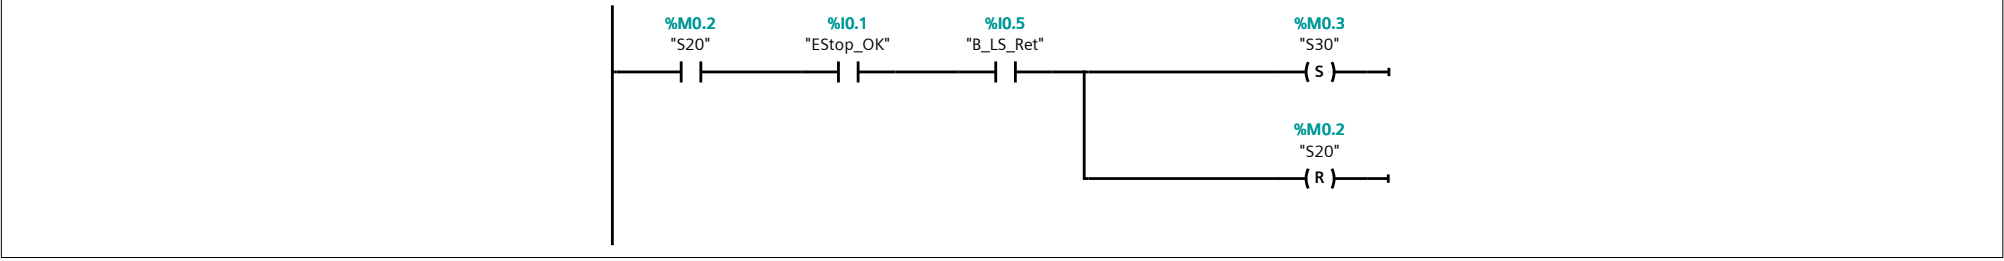 %M0.2 %I0.1 %I0.5 %M0.3
"S20" "EStop_OK" "B_LS_Ret" "S30"
S
%M0.2
"S20"
R